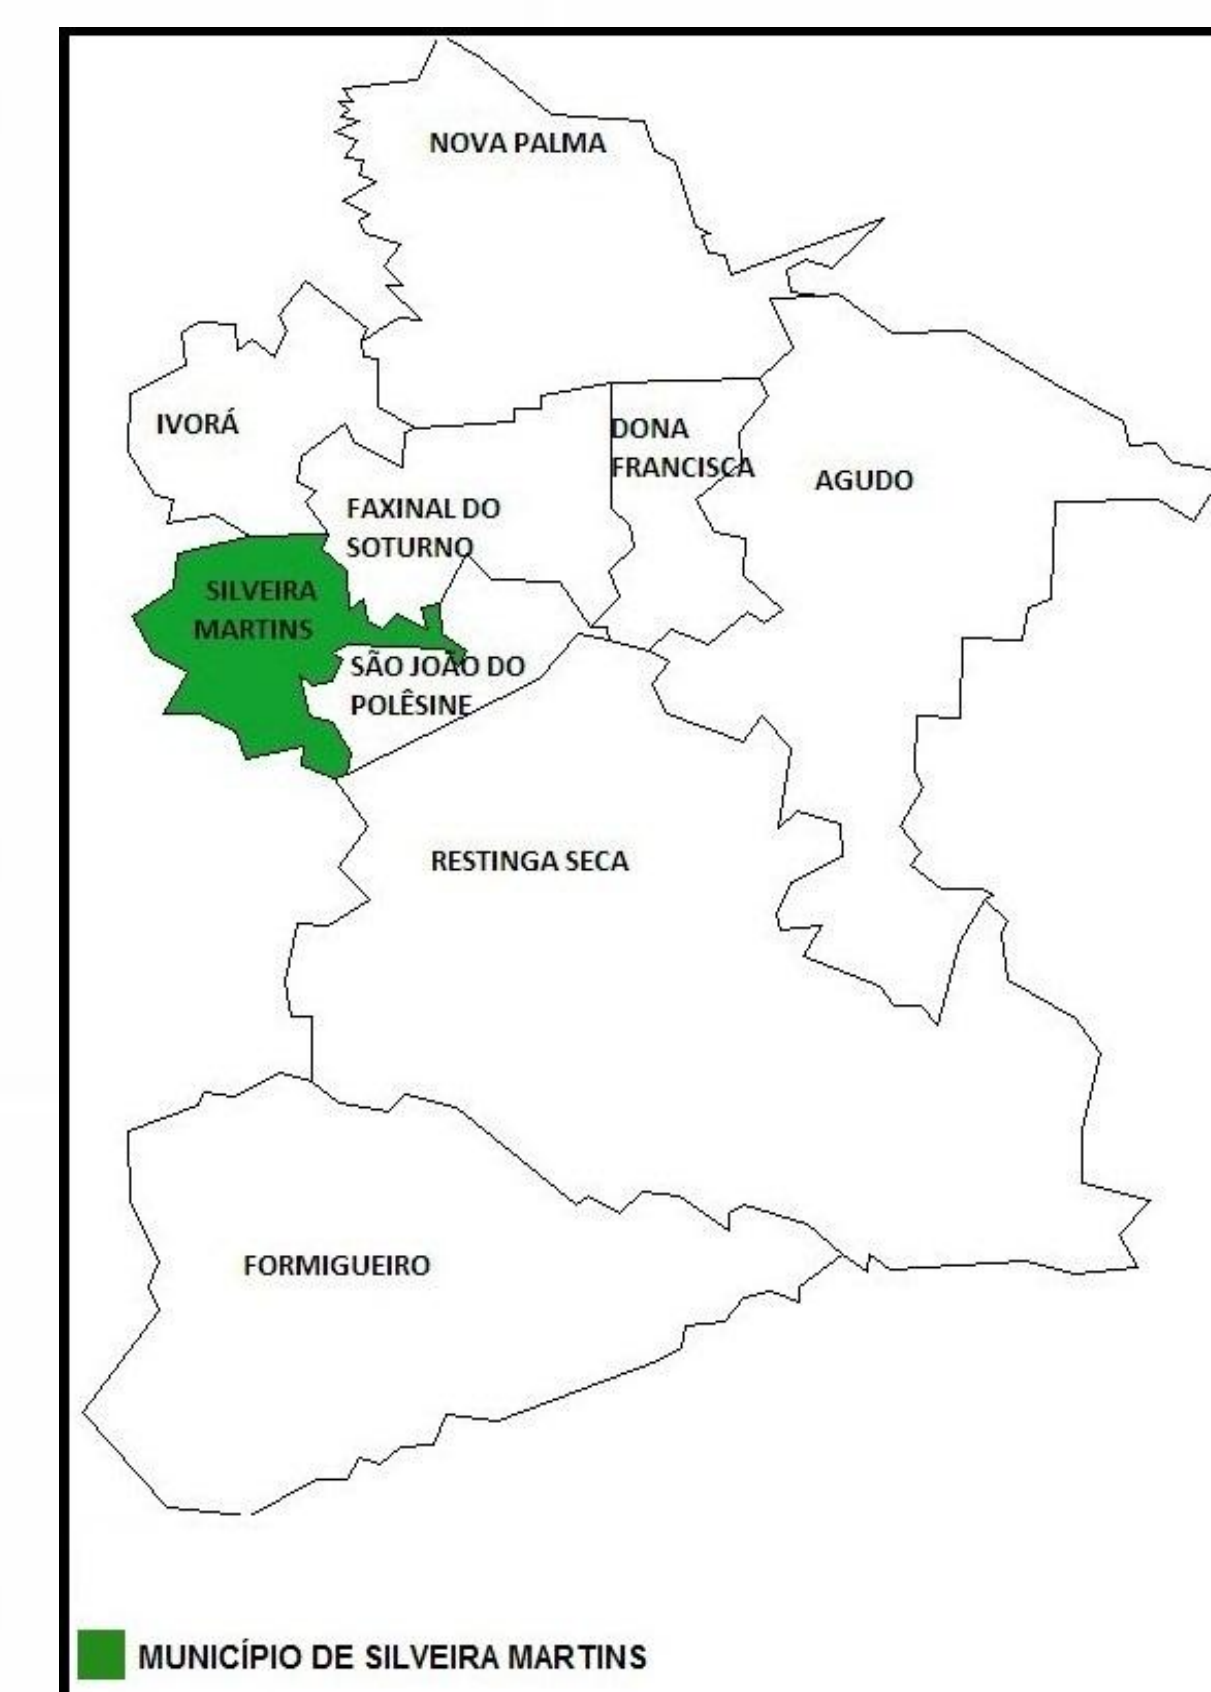 NOVA PALMA
IVORÁ
DONA
FRANCISCA
AGUDO
FAXINAL DO
SOTURNO
SILVEIRA
MARTINS
SÃO JOÃO DO
POLÊSINE
RESTINGA SECA
FORMIGUEIRO
MUNICÍPIO DE SILVEIRA MARTINS